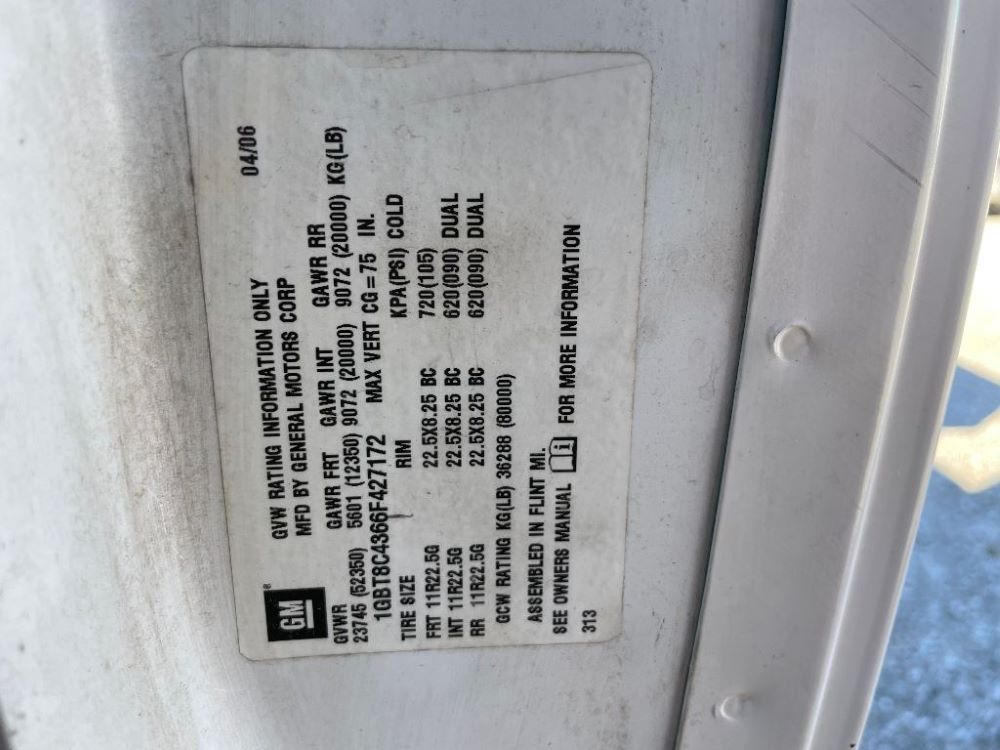 GM®
GVW RATING INFORMATION ONLY 04/06
MFD BY GENERAL MOTORS CORP
GVWR GAWR FRT GAWR INT GAWR RR
23745 (52350) 5601 (12350) 9072 (20000) 9072 (20000) KG(LB)
1GBT8C4366F427172 MAX VERT CG=75 IN.
TIRE SIZE RIM KPA(PSI) COLD
FRT 11R22.5G 22.5X8.25 BC 720(105)
INT 11R22.5G 22.5X8.25 BC 620(090) DUAL
RR 11R22.5G 22.5X8.25 BC 620(090) DUAL
GCW RATING KG(LB) 36288 (80000)
ASSEMBLED IN FLINT MI.
SEE OWNERS MANUAL i FOR MORE INFORMATION
313